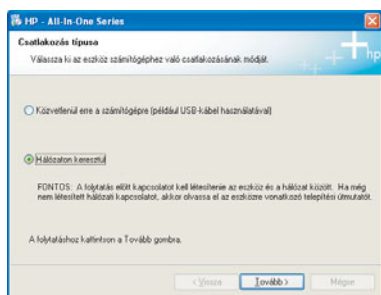 HP - All-In-One Series
Csatlakozás típusa
Válassza ki az eszköz számítógéphez való csatlakozásának módját.
hp
Közvetlenül erre a számítógépre (például USB-kábel használatával)
Hálózaton keresztül
FONTOS: A folytatás előtt kapcsolatot kell létesítenie az eszköz és a hálózat között. Ha még
nem létesített hálózati kapcsolatot, akkor olvassa el az eszközre vonatkozó telepítési útmutatót.
A folytatáshoz kattintson a Tovább gombra.
< Vissza Tovább > Mégse